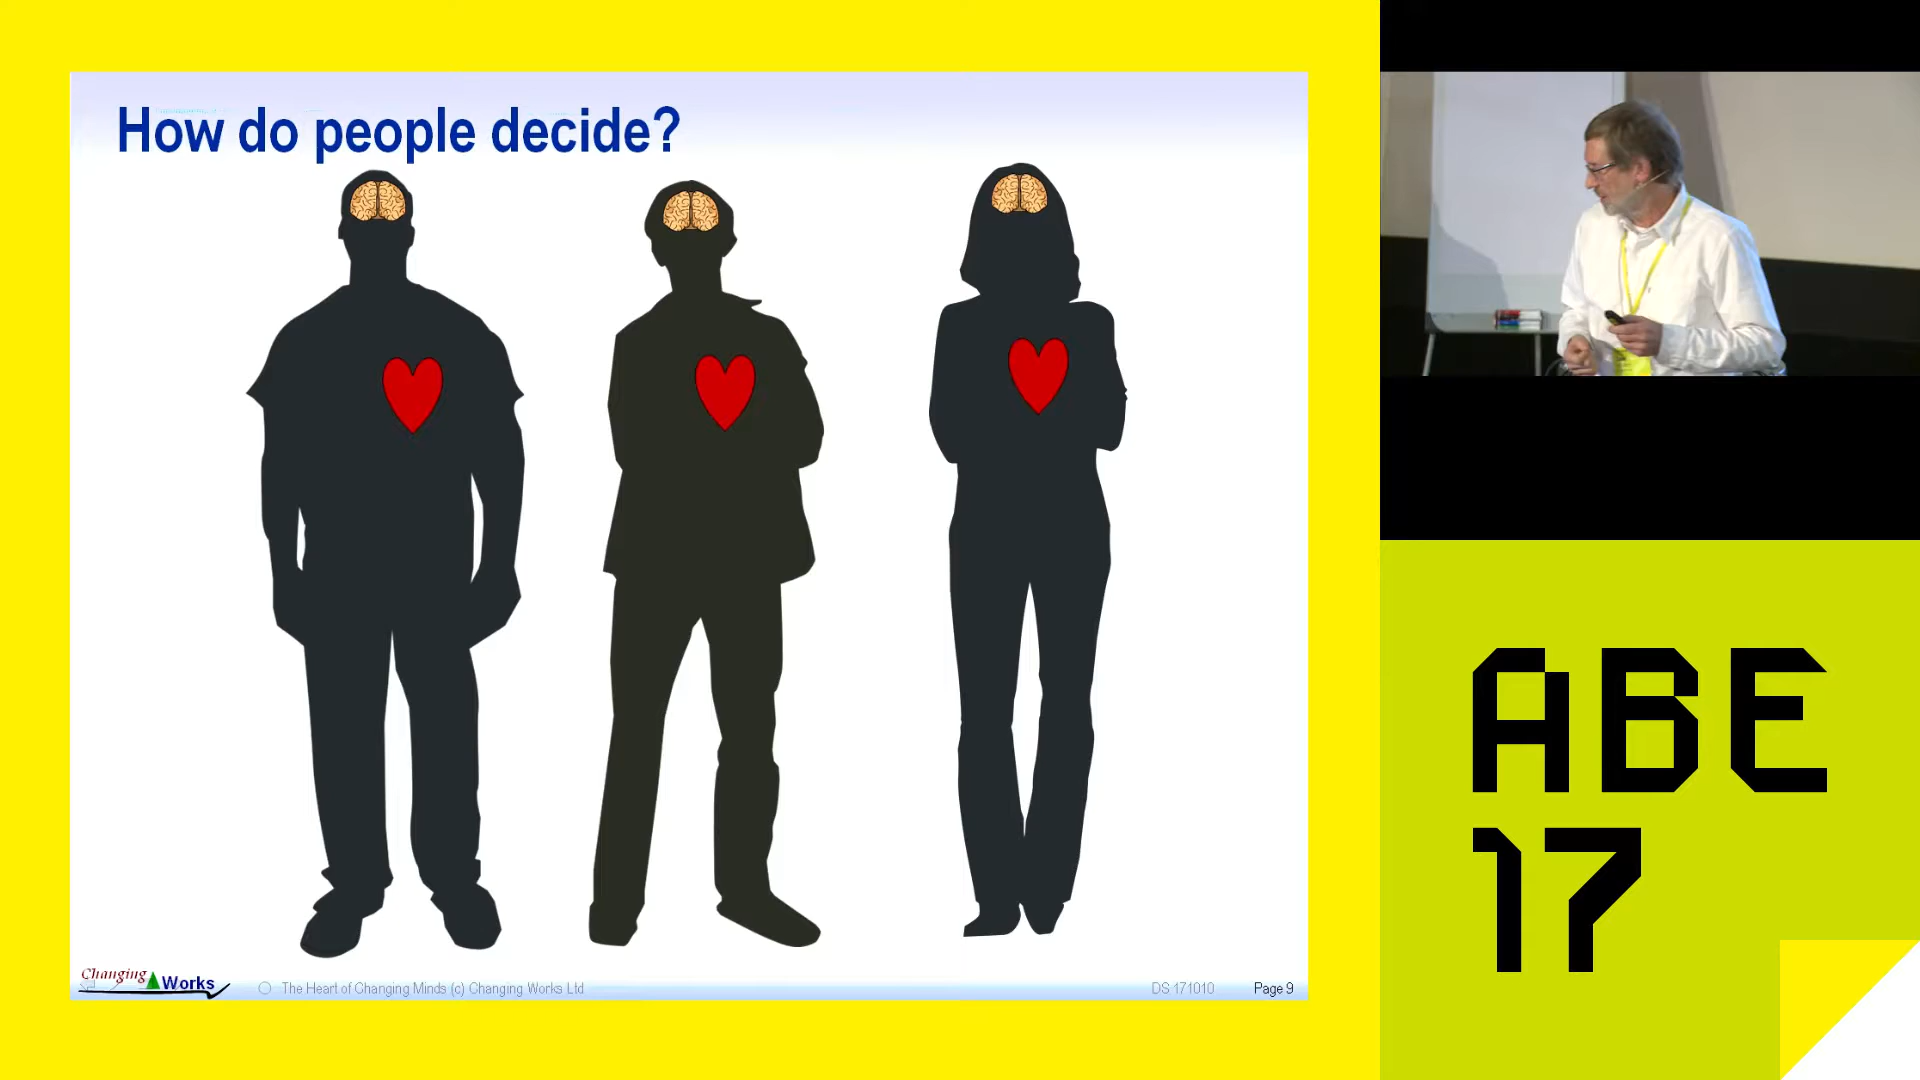 How do people decide?
Changing Works
The Heart of Changing Minds (c) Changing Works Ltd
DS 171010
Page 9
ABE
17